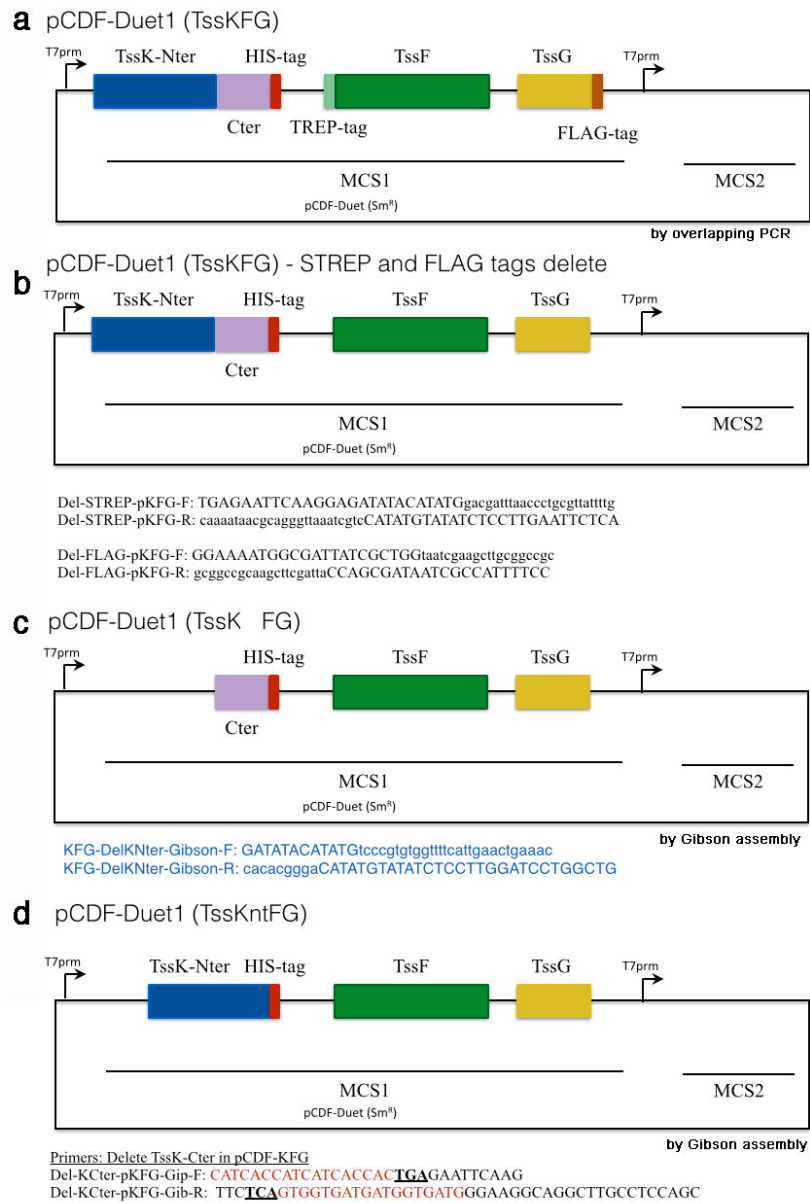 a pCDF-Duet1 (TssKFG)
T7prm TssK-Nter HIS-tag TssF TssG T7prm
Cter TREP-tag FLAG-tag
MCS1 MCS2
pCDF-Duet (Smᴿ)
by overlapping PCR
b pCDF-Duet1 (TssKFG) - STREP and FLAG tags delete
T7prm TssK-Nter HIS-tag TssF TssG T7prm
Cter
MCS1 MCS2
pCDF-Duet (Smᴿ)
Del-STREP-pKFG-F: TGAGAATTCAAGGAGATATACATATGgacgatttaaccctgcgttattttg
Del-STREP-pKFG-R: caaaataacgcagggttaaatcgtcCATATGTATATCTCCTTGAATTCTCA
Del-FLAG-pKFG-F: GGAAAATGGCGATTATCGCTGGtaatcgaagcttgcggccgc
Del-FLAG-pKFG-R: gcggccgcaagcttcgattaCCAGCGATAATCGCCATTTTCC
c pCDF-Duet1 (TssK FG)
T7prm HIS-tag TssF TssG T7prm
Cter
MCS1 MCS2
pCDF-Duet (Smᴿ)
by Gibson assembly
KFG-DelKNter-Gibson-F: GATATACATATGtcccgtgtggttttcattgaactgaaac
KFG-DelKNter-Gibson-R: cacacgggaCATATGTATATCTCCTTGGATCCTGGCTG
d pCDF-Duet1 (TssKntFG)
T7prm TssK-Nter HIS-tag TssF TssG T7prm
MCS1 MCS2
pCDF-Duet (Smᴿ)
by Gibson assembly
Primers: Delete TssK-Cter in pCDF-KFG
Del-KCter-pKFG-Gip-F: CATCACCATCATCACCACTGAGAATTCAAG
Del-KCter-pKFG-Gib-R: TTCTCAGTGGTGATGATGGTGATGGGAAGGCAGGCTTGCCTCCAGC